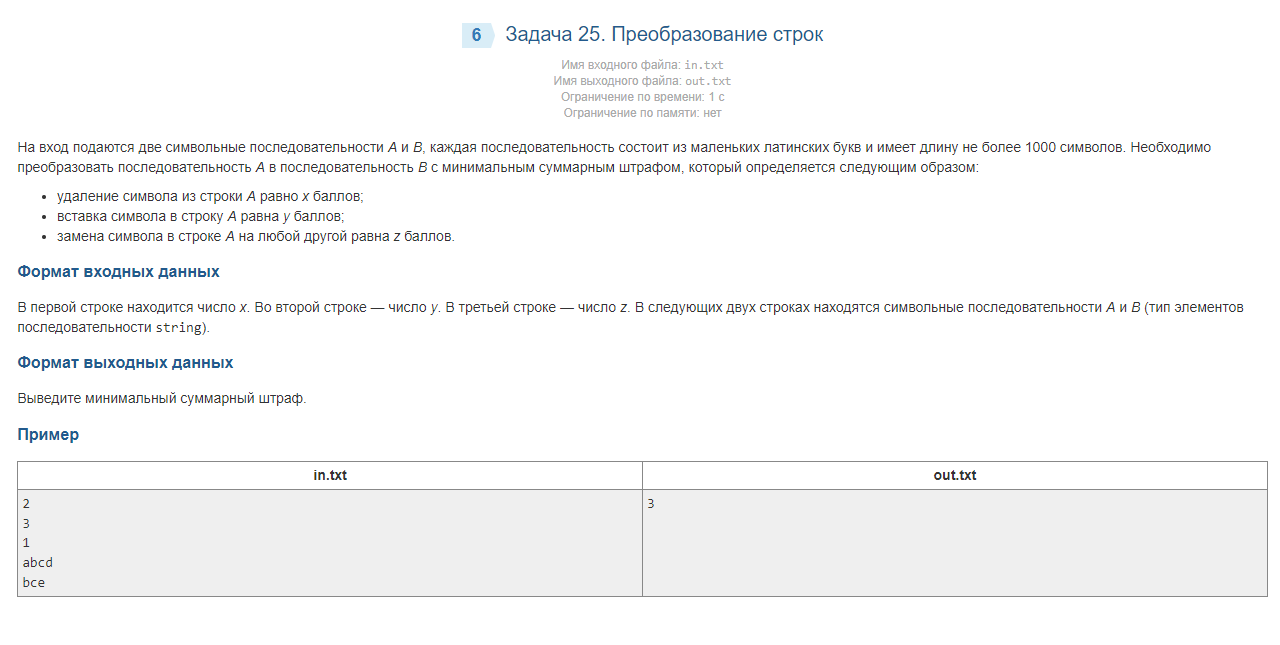 6 Задача 25. Преобразование строк
Имя входного файла: in.txt
Имя выходного файла: out.txt
Ограничение по времени: 1 с
Ограничение по памяти: нет
На вход подаются две символьные последовательности A и B, каждая последовательность состоит из маленьких латинских букв и имеет длину не более 1000 символов. Необходимо
преобразовать последовательность A в последовательность B с минимальным суммарным штрафом, который определяется следующим образом:
• удаление символа из строки A равно x баллов;
• вставка символа в строку A равна y баллов;
• замена символа в строке A на любой другой равна z баллов.
Формат входных данных
В первой строке находится число x. Во второй строке — число y. В третьей строке — число z. В следующих двух строках находятся символьные последовательности A и B (тип элементов
последовательности string).
Формат выходных данных
Выведите минимальный суммарный штраф.
Пример
in.txt out.txt
2 3
3
1
abcd
bce